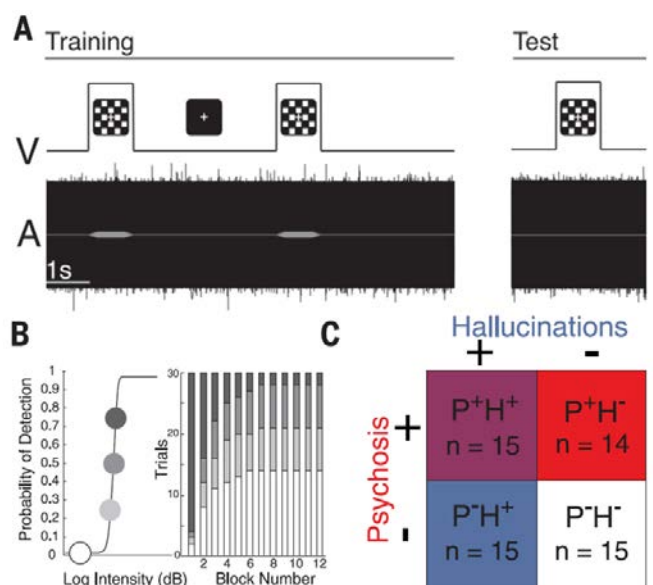 A
Training
Test
V
A
1s
B
Probability of Detection
1
0.9
0.8
0.7
0.6
0.5
0.4
0.3
0.2
0.1
0
Log Intensity (dB)
Trials
30
20
10
0
2 4 6 8 10 12
Block Number
C
Hallucinations
+ -
Psychosis
+
-
P+H+
n = 15
P+H-
n = 14
P-H+
n = 15
P-H-
n = 15